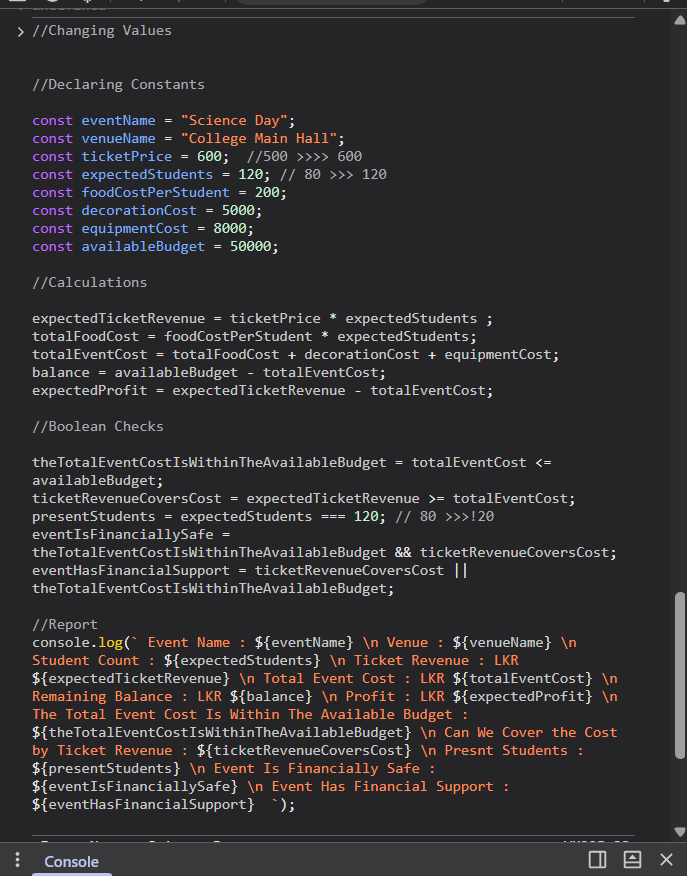 //Changing Values
//Declaring Constants
const eventName = "Science Day";
const venueName = "College Main Hall";
const ticketPrice = 600;  //500 >>>> 600
const expectedStudents = 120; // 80 >>> 120
const foodCostPerStudent = 200;
const decorationCost = 5000;
const equipmentCost = 8000;
const availableBudget = 50000;
//Calculations
expectedTicketRevenue = ticketPrice * expectedStudents ;
totalFoodCost = foodCostPerStudent * expectedStudents;
totalEventCost = totalFoodCost + decorationCost + equipmentCost;
balance = availableBudget - totalEventCost;
expectedProfit = expectedTicketRevenue - totalEventCost;
//Boolean Checks
theTotalEventCostIsWithinTheAvailableBudget = totalEventCost <=
availableBudget;
ticketRevenueCoversCost = expectedTicketRevenue >= totalEventCost;
presentStudents = expectedStudents === 120; // 80 >>>!20
eventIsFinanciallySafe =
theTotalEventCostIsWithinTheAvailableBudget && ticketRevenueCoversCost;
eventHasFinancialSupport = ticketRevenueCoversCost ||
theTotalEventCostIsWithinTheAvailableBudget;
//Report
console.log(` Event Name : ${eventName} \n Venue : ${venueName} \n
Student Count : ${expectedStudents} \n Ticket Revenue : LKR
${expectedTicketRevenue} \n Total Event Cost : LKR ${totalEventCost} \n
Remaining Balance : LKR ${balance} \n Profit : LKR ${expectedProfit} \n
The Total Event Cost Is Within The Available Budget :
${theTotalEventCostIsWithinTheAvailableBudget} \n Can We Cover the Cost
by Ticket Revenue : ${ticketRevenueCoversCost} \n Presnt Students :
${presentStudents} \n Event Is Financially Safe :
${eventIsFinanciallySafe} \n Event Has Financial Support :
${eventHasFinancialSupport}  `);
Console